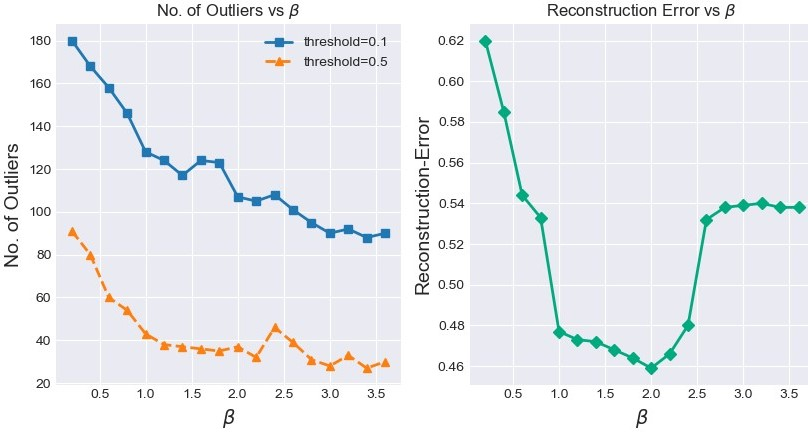 No. of Outliers vs β
No. of Outliers
180
160
140
120
100
80
60
40
20
threshold=0.1
threshold=0.5
0.5 1.0 1.5 2.0 2.5 3.0 3.5
β
Reconstruction Error vs β
Reconstruction-Error
0.62
0.60
0.58
0.56
0.54
0.52
0.50
0.48
0.46
0.5 1.0 1.5 2.0 2.5 3.0 3.5
β